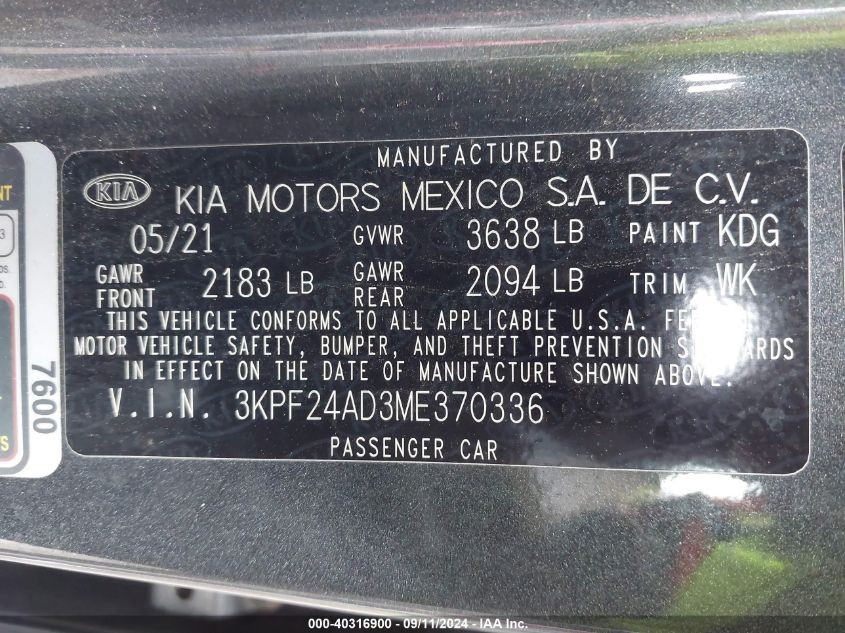 MANUFACTURED BY
KIA KIA MOTORS MEXICO S.A. DE C.V.
05/21 GVWR 3638 LB PAINT KDG
GAWR FRONT 2183 LB GAWR REAR 2094 LB TRIM WK
THIS VEHICLE CONFORMS TO ALL APPLICABLE U.S.A.
MOTOR VEHICLE SAFETY, BUMPER, AND THEFT PREVENTION
IN EFFECT ON THE DATE OF MANUFACTURE SHOWN ABOVE.
V.I.N. 3KPF24AD3ME370336
PASSENGER CAR
7600
000-40316900 - 09/11/2024 - IAA Inc.